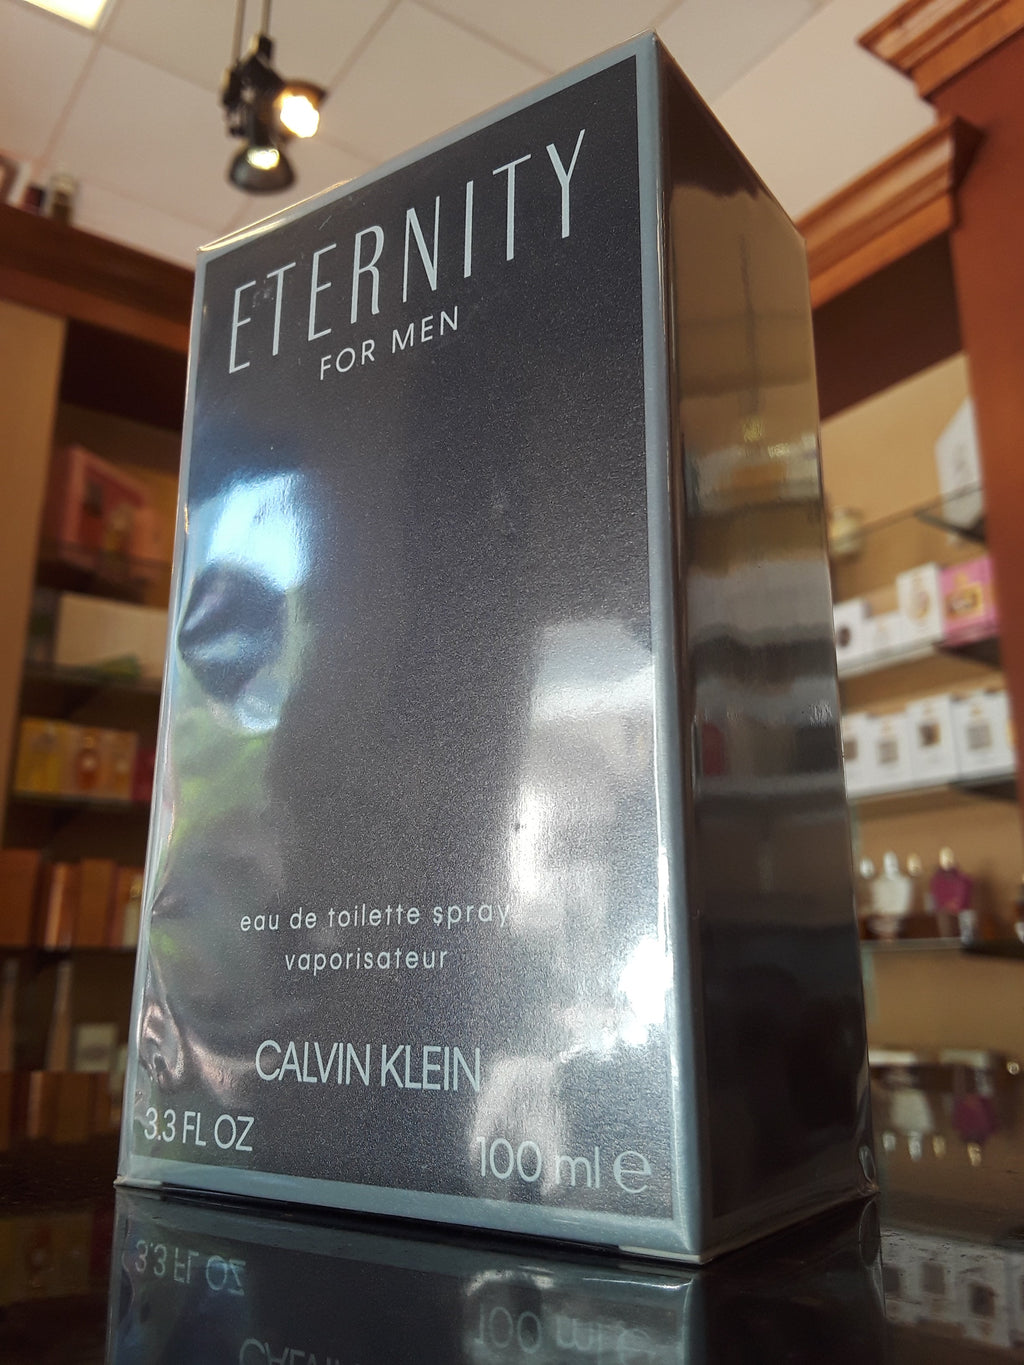 ETERNITY
FOR MEN
eau de toilette spray
vaporisateur
CALVIN KLEIN
3.3 FL OZ
100 ml e